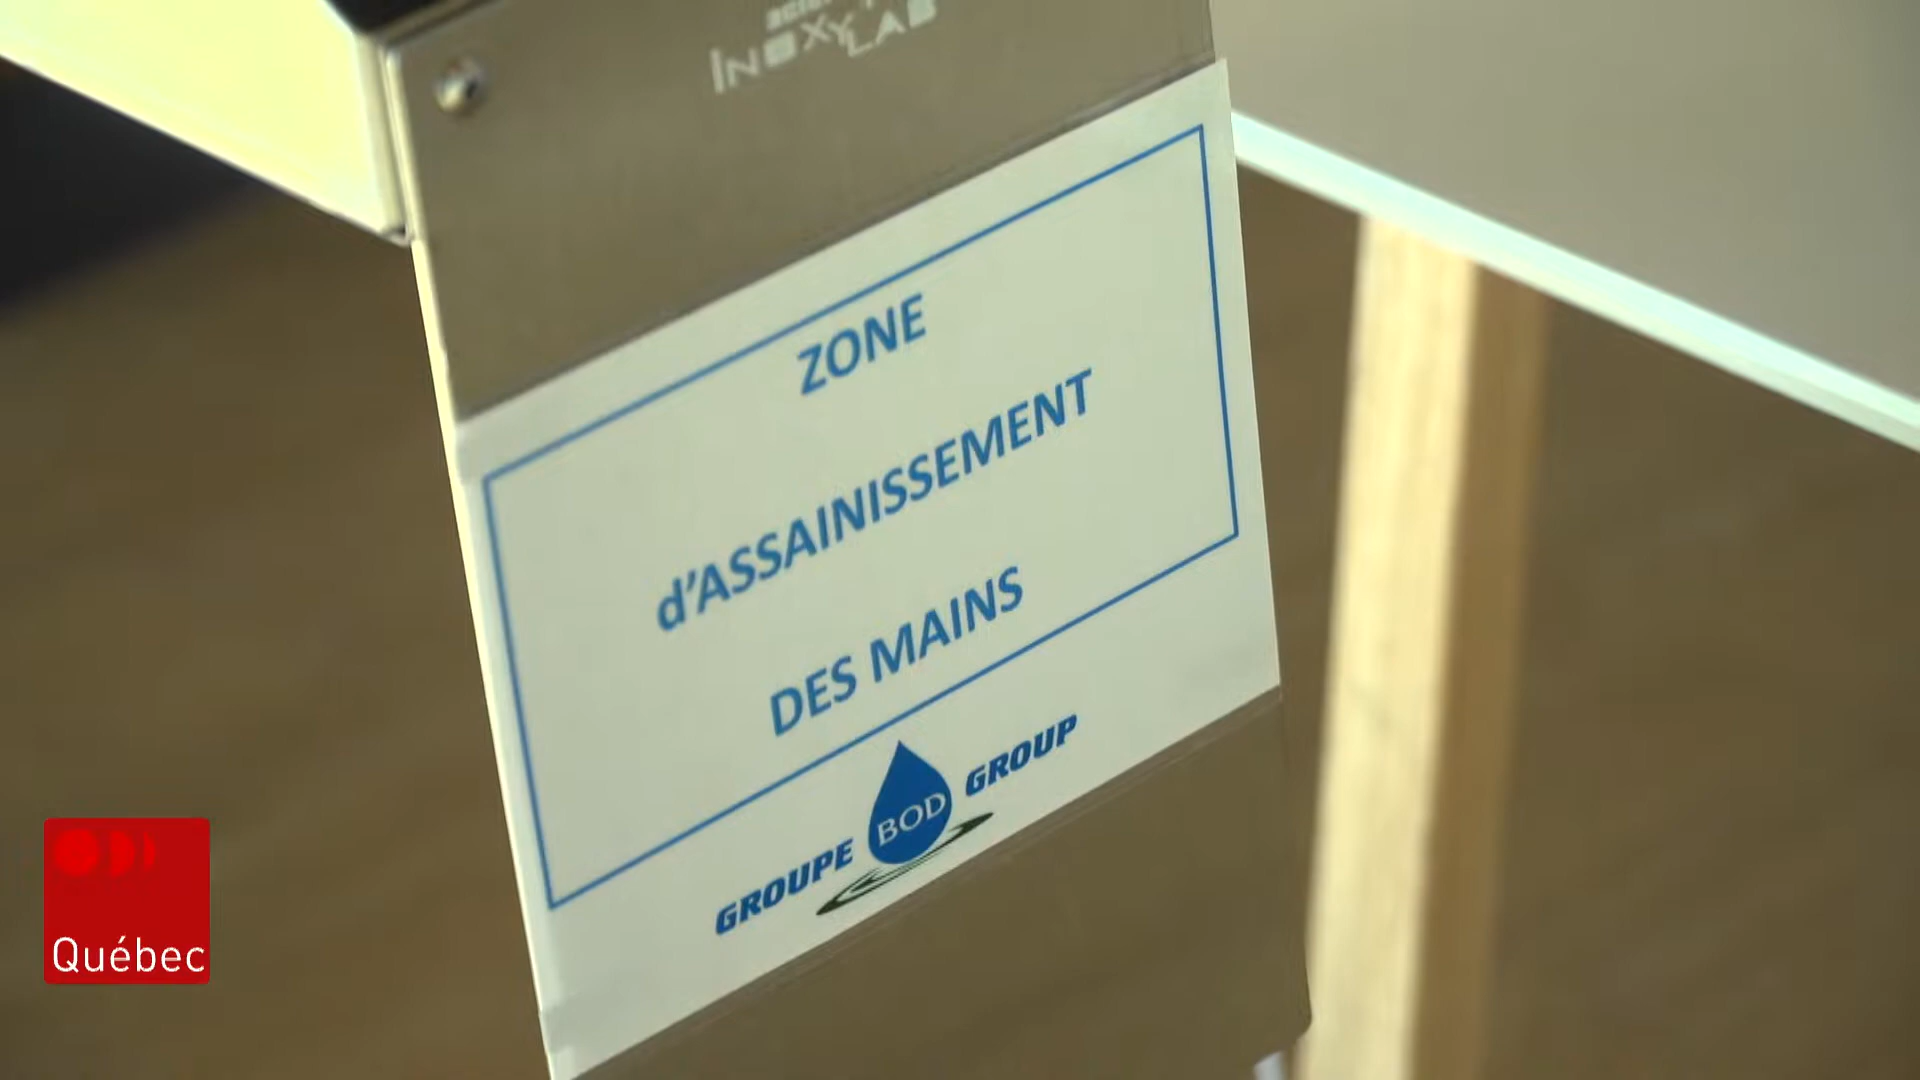 INOXYLAB
ZONE
d'ASSAINISSEMENT
DES MAINS
GROUPE BOD GROUP
Québec